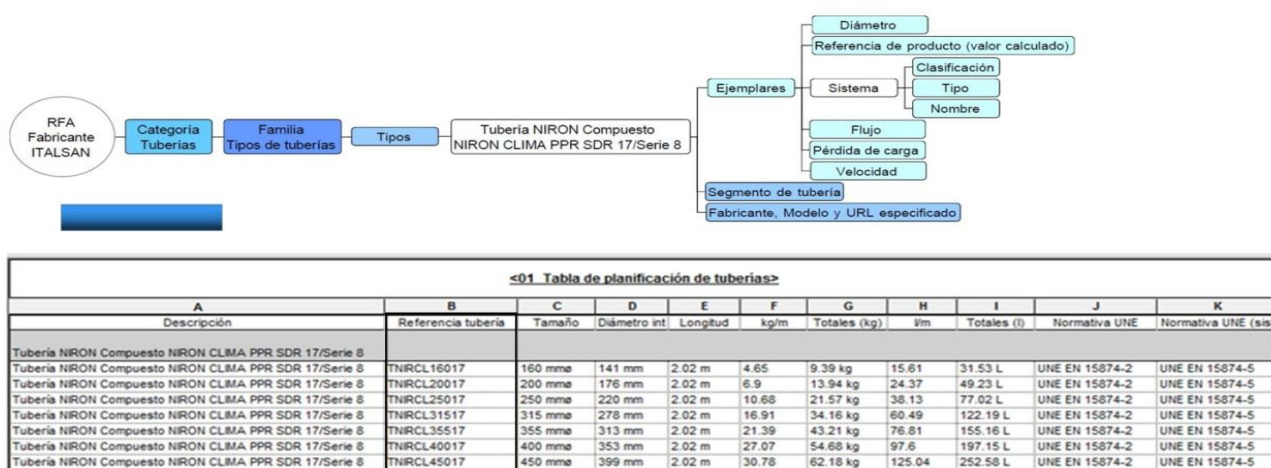 Diámetro
Referencia de producto (valor calculado)
Clasificación
Ejemplares
Sistema
Tipo
Nombre
RFA
Fabricante
ITALSAN
Categoría
Tuberías
Familia
Tipos de tuberías
Tipos
Tubería NIRON Compuesto
NIRON CLIMA PPR SDR 17/Serie 8
Flujo
Pérdida de carga
Velocidad
Segmento de tubería
Fabricante, Modelo y URL especificado
<01_Tabla de planificación de tuberías>
A B C D E F G H I J K
Descripción Referencia tubería Tamaño Diámetro int Longitud kg/m Totales (kg) l/m Totales (l) Normativa UNE Normativa UNE (sis
Tubería NIRON Compuesto NIRON CLIMA PPR SDR 17/Serie 8
Tubería NIRON Compuesto NIRON CLIMA PPR SDR 17/Serie 8 TNIRCL16017 160 mmø 141 mm 2.02 m 4.65 9.39 kg 15.61 31.53 L UNE EN 15874-2 UNE EN 15874-5
Tubería NIRON Compuesto NIRON CLIMA PPR SDR 17/Serie 8 TNIRCL20017 200 mmø 176 mm 2.02 m 6.9 13.94 kg 24.37 49.23 L UNE EN 15874-2 UNE EN 15874-5
Tubería NIRON Compuesto NIRON CLIMA PPR SDR 17/Serie 8 TNIRCL25017 250 mmø 220 mm 2.02 m 10.68 21.57 kg 38.13 77.02 L UNE EN 15874-2 UNE EN 15874-5
Tubería NIRON Compuesto NIRON CLIMA PPR SDR 17/Serie 8 TNIRCL31517 315 mmø 278 mm 2.02 m 16.91 34.16 kg 60.49 122.19 L UNE EN 15874-2 UNE EN 15874-5
Tubería NIRON Compuesto NIRON CLIMA PPR SDR 17/Serie 8 TNIRCL35517 355 mmø 313 mm 2.02 m 21.39 43.21 kg 76.81 155.16 L UNE EN 15874-2 UNE EN 15874-5
Tubería NIRON Compuesto NIRON CLIMA PPR SDR 17/Serie 8 TNIRCL40017 400 mmø 353 mm 2.02 m 27.07 54.68 kg 97.6 197.15 L UNE EN 15874-2 UNE EN 15874-5
Tubería NIRON Compuesto NIRON CLIMA PPR SDR 17/Serie 8 TNIRCL45017 450 mmø 399 mm 2.02 m 30.78 62.18 kg 125.04 252.58 L UNE EN 15874-2 UNE EN 15874-5